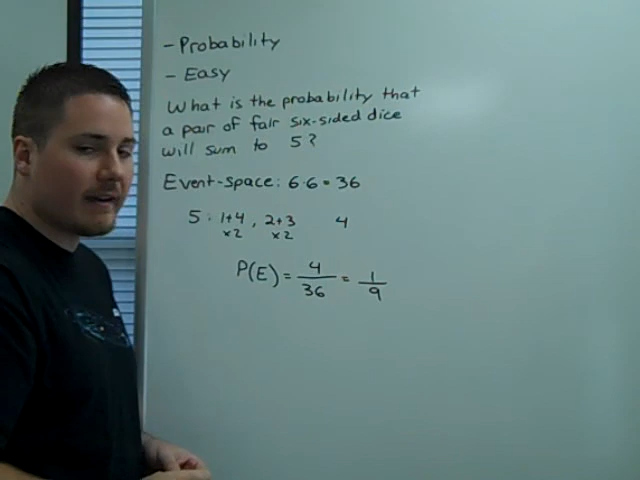 - Probability
- Easy
What is the probability that
a pair of fair six-sided dice
will sum to 5?
Event-space: 6·6 = 36
5: 1+4, 2+3 4
x2 x2
P(E) = 4/36 = 1/9